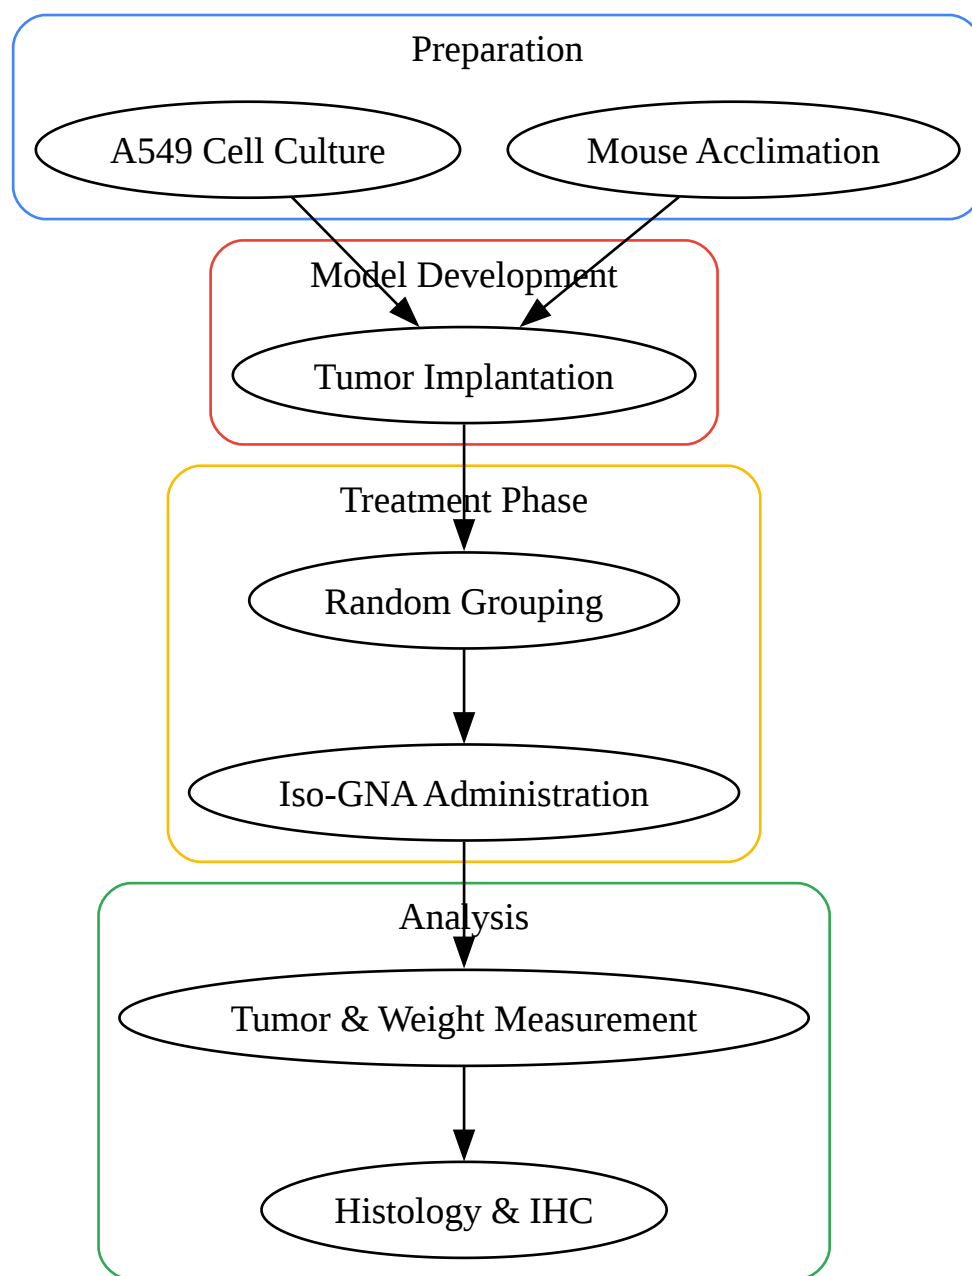 Preparation
A549 Cell Culture
Mouse Acclimation
Model Development
Tumor Implantation
Treatment Phase
Random Grouping
Iso-GNA Administration
Analysis
Tumor & Weight Measurement
Histology & IHC